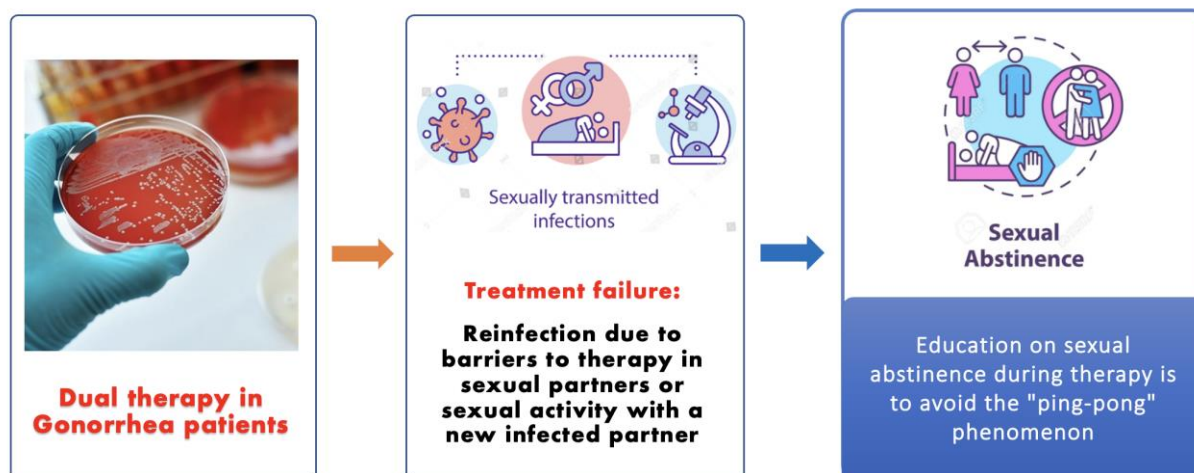 Dual therapy in
Gonorrhea patients
Sexually transmitted
infections
Treatment failure:
Reinfection due to
barriers to therapy in
sexual partners or
sexual activity with a
new infected partner
Sexual
Abstinence
Education on sexual
abstinence during therapy is
to avoid the "ping-pong"
phenomenon